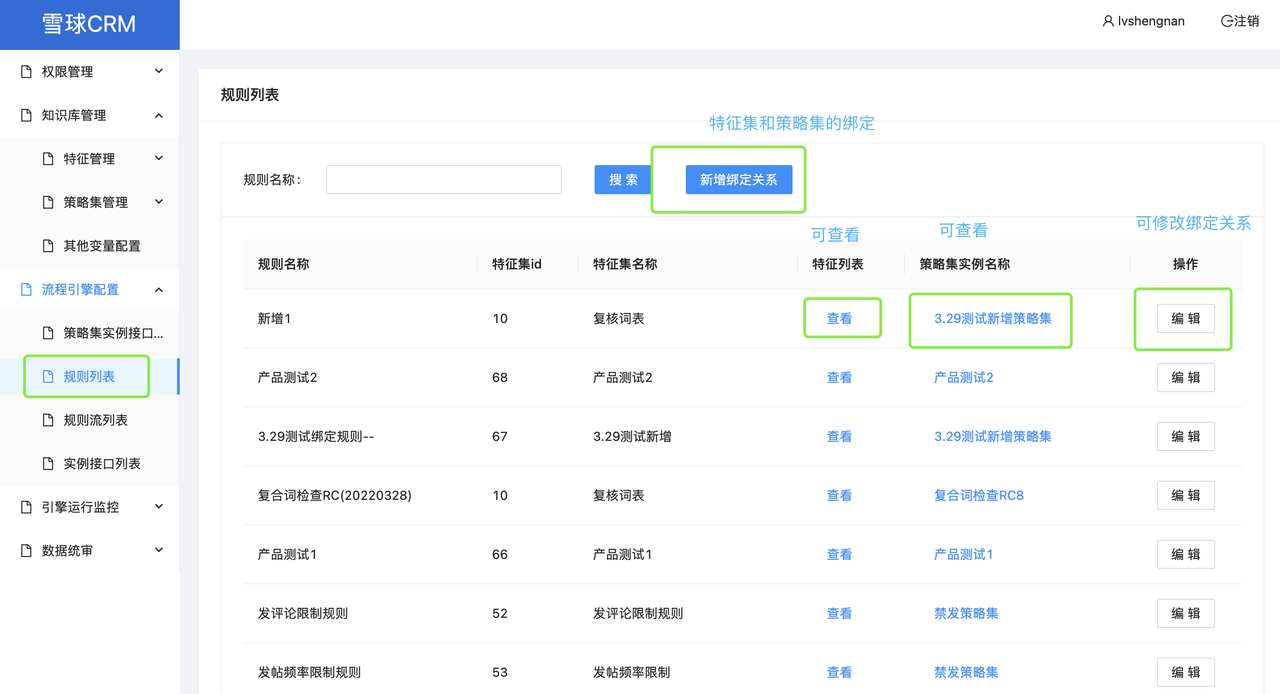 雪球CRM
lvshengnan
注销
权限管理
知识库管理
特征管理
策略集管理
其他变量配置
流程引擎配置
策略集实例接口...
规则列表
规则流列表
实例接口列表
引擎运行监控
数据统审
规则列表
特征集和策略集的绑定
规则名称：
搜 索
新增绑定关系
可查看
可查看
可修改绑定关系
规则名称 特征集id 特征集名称 特征列表 策略集实例名称 操作
新增1 10 复核词表 查看 3.29测试新增策略集 编 辑
产品测试2 68 产品测试2 查看 产品测试2 编 辑
3.29测试绑定规则-- 67 3.29测试新增 查看 3.29测试新增策略集 编 辑
复合词检查RC(20220328) 10 复核词表 查看 复合词检查RC8 编 辑
产品测试1 66 产品测试1 查看 产品测试1 编 辑
发评论限制规则 52 发评论限制规则 查看 禁发策略集 编 辑
发帖频率限制规则 53 发帖频率限制 查看 禁发策略集 编 辑